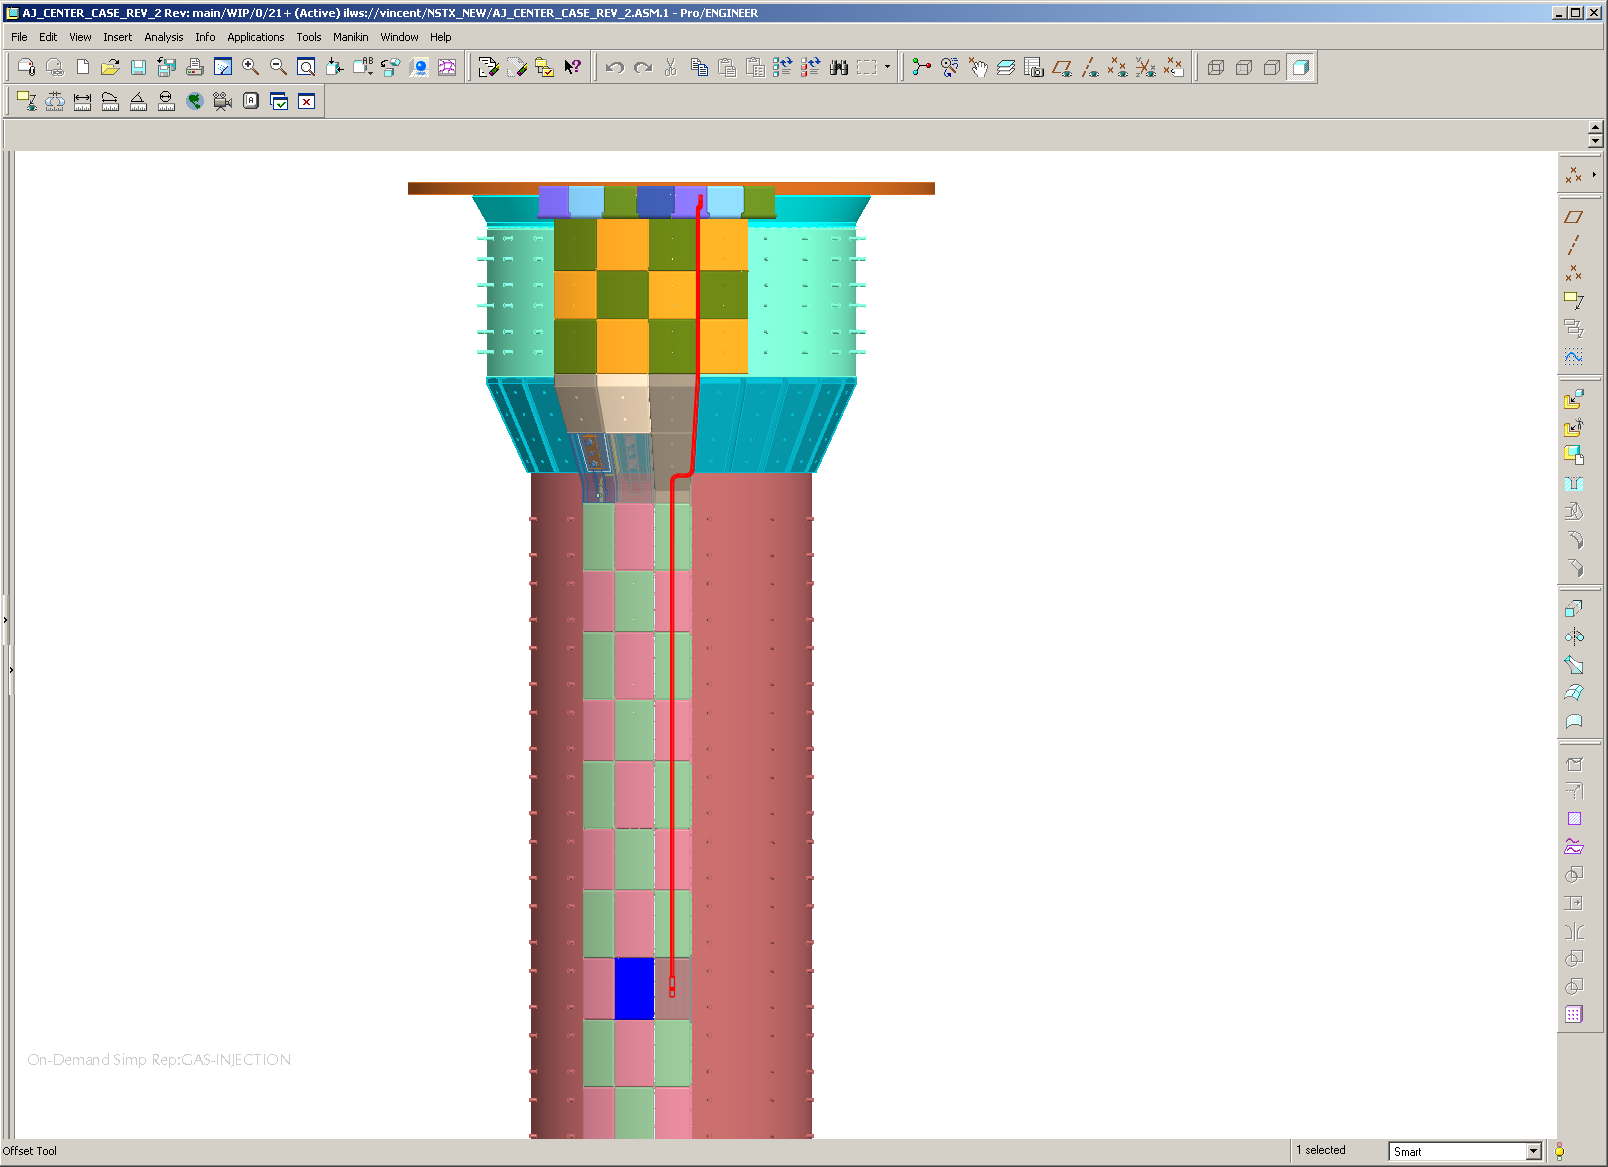 AJ_CENTER_CASE_REV_2 Rev: main/WIP/0/21+ (Active) ilws://vincent/NSTX_NEW/AJ_CENTER_CASE_REV_2.ASM.1 - Pro/ENGINEER
File Edit View Insert Analysis Info Applications Tools Manikin Window Help
On-Demand Simp Rep:GAS-INJECTION
Offset Tool
1 selected
Smart